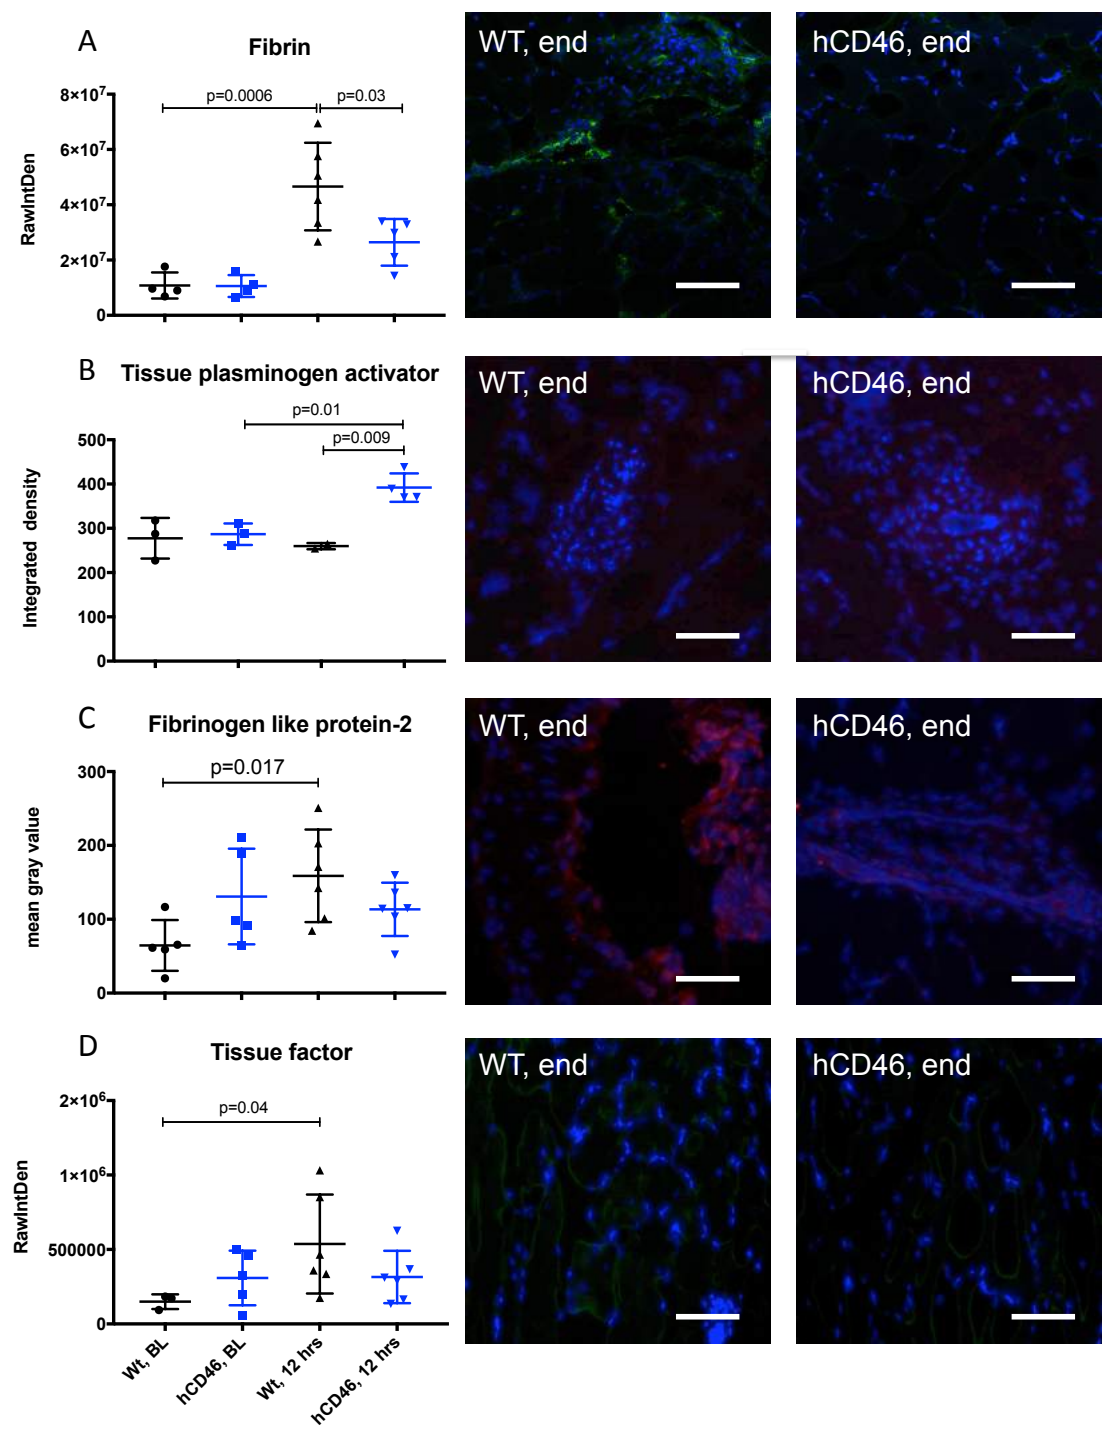 A
Fibrin
WT, end
hCD46, end
8×10⁷
6×10⁷
4×10⁷
2×10⁷
0
RawIntDen
p=0.0006
p=0.03
B
Tissue plasminogen activator
WT, end
hCD46, end
500
400
300
200
100
0
Integrated density
p=0.01
p=0.009
C
Fibrinogen like protein-2
WT, end
hCD46, end
300
200
100
0
mean gray value
p=0.017
D
Tissue factor
WT, end
hCD46, end
2×10⁶
1×10⁶
500000
0
RawIntDen
p=0.04
Wt, BL
hCD46, BL
Wt, 12 hrs
hCD46, 12 hrs